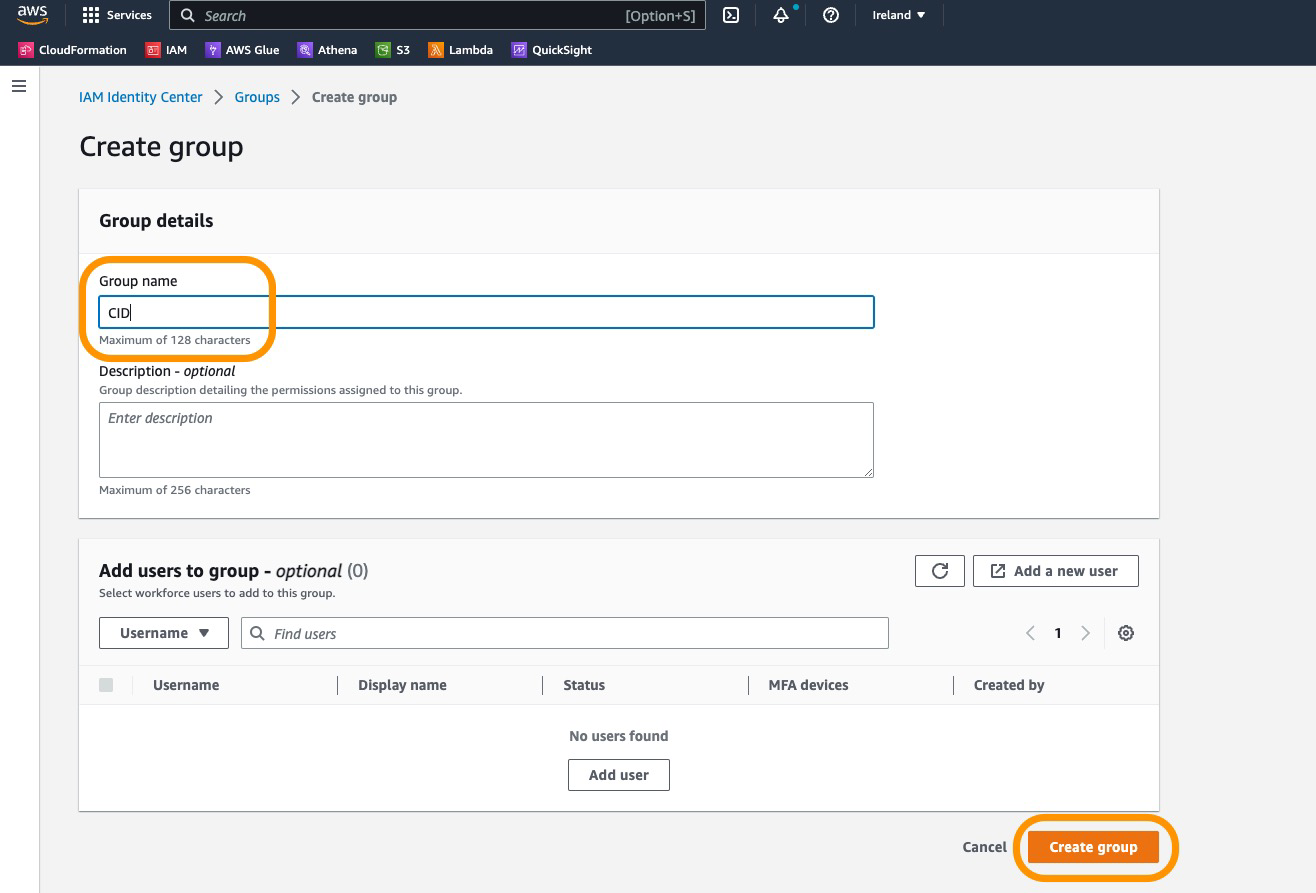 aws Services Search [Option+S] Ireland
CloudFormation IAM AWS Glue Athena S3 Lambda QuickSight
IAM Identity Center Groups Create group
Create group
Group details
Group name
CID
Maximum of 128 characters
Description - optional
Group description detailing the permissions assigned to this group.
Enter description
Maximum of 256 characters
Add users to group - optional (0) Add a new user
Select workforce users to add to this group.
Username Find users 1
Username Display name Status MFA devices Created by
No users found
Add user
Cancel Create group